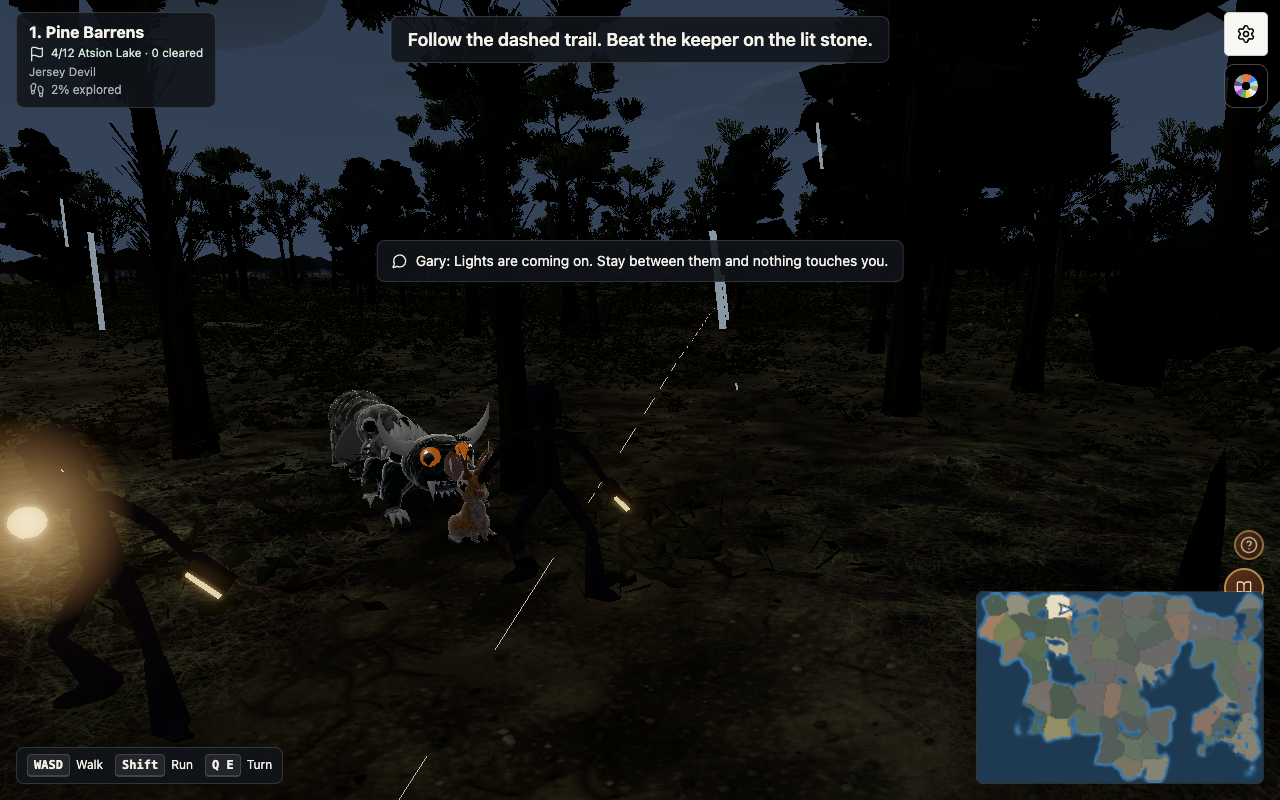 1. Pine Barrens
4/12 Atsion Lake · 0 cleared
Jersey Devil
2% explored
Follow the dashed trail. Beat the keeper on the lit stone.
Gary: Lights are coming on. Stay between them and nothing touches you.
WASD Walk Shift Run Q E Turn